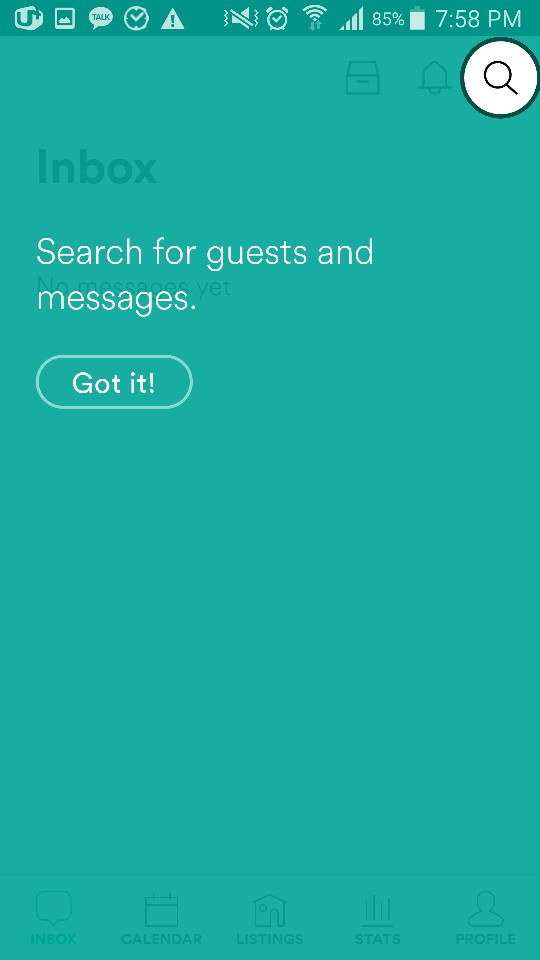 TALK
85% 7:58 PM
Inbox
Search for guests and
No messages yet
messages.
Got it!
INBOX CALENDAR LISTINGS STATS PROFILE